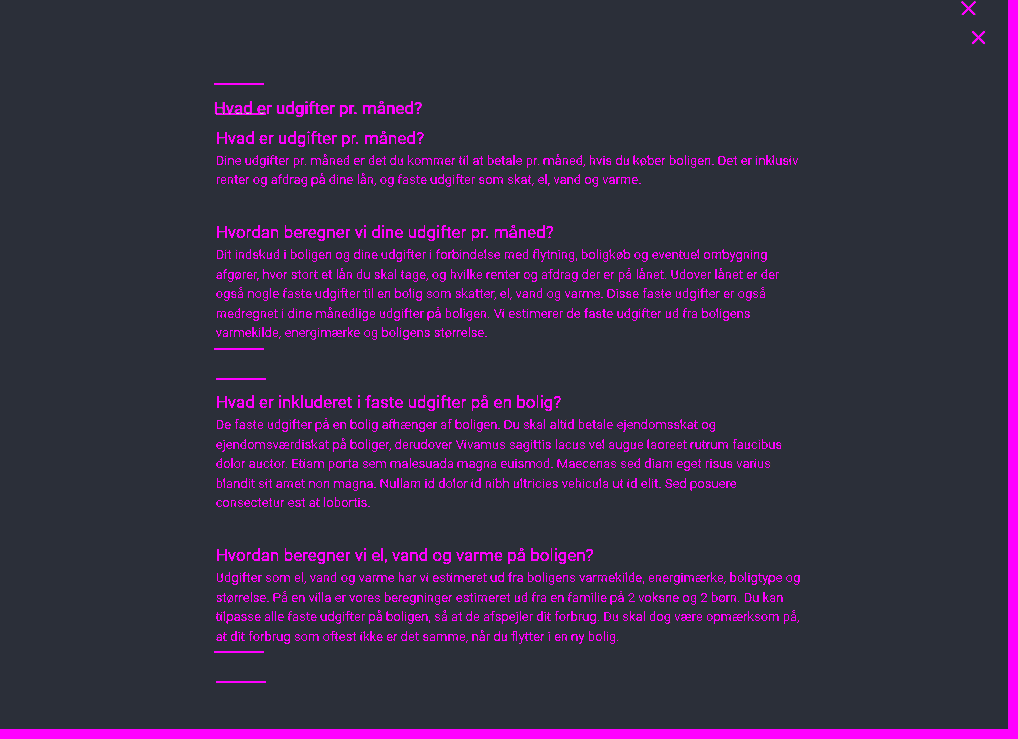 Hvad er udgifter pr. måned?
Hvad er udgifter pr. måned?
Dine udgifter pr. måned er det du kommer til at betale pr. måned, hvis du køber boligen. Det er inklusiv
renter og afdrag på dine lån, og faste udgifter som skat, el, vand og varme.
Hvordan beregner vi dine udgifter pr. måned?
Dit indskud i boligen og dine udgifter i forbindelse med flytning, boligkøb og eventuel ombygning
afgører, hvor stort et lån du skal tage, og hvilke renter og afdrag der er på lånet. Udover lånet er der
også nogle faste udgifter til en bolig som skatter, el, vand og varme. Disse faste udgifter er også
medregnet i dine månedlige udgifter på boligen. Vi estimerer de faste udgifter ud fra boligens
varmekilde, energimærke og boligens størrelse.
Hvad er inkluderet i faste udgifter på en bolig?
De faste udgifter på en bolig afhænger af boligen. Du skal altid betale ejendomsskat og
ejendomsværdiskat på boliger, derudover Vivamus sagittis lacus vel augue laoreet rutrum faucibus
dolor auctor. Etiam porta sem malesuada magna euismod. Maecenas sed diam eget risus varius
blandit sit amet non magna. Nullam id dolor id nibh ultricies vehicula ut id elit. Sed posuere
consectetur est at lobortis.
Hvordan beregner vi el, vand og varme på boligen?
Udgifter som el, vand og varme har vi estimeret ud fra boligens varmekilde, energimærke, boligtype og
størrelse. På en villa er vores beregninger estimeret ud fra en familie på 2 voksne og 2 børn. Du kan
tilpasse alle faste udgifter på boligen, så at de afspejler dit forbrug. Du skal dog være opmærksom på,
at dit forbrug som oftest ikke er det samme, når du flytter i en ny bolig.